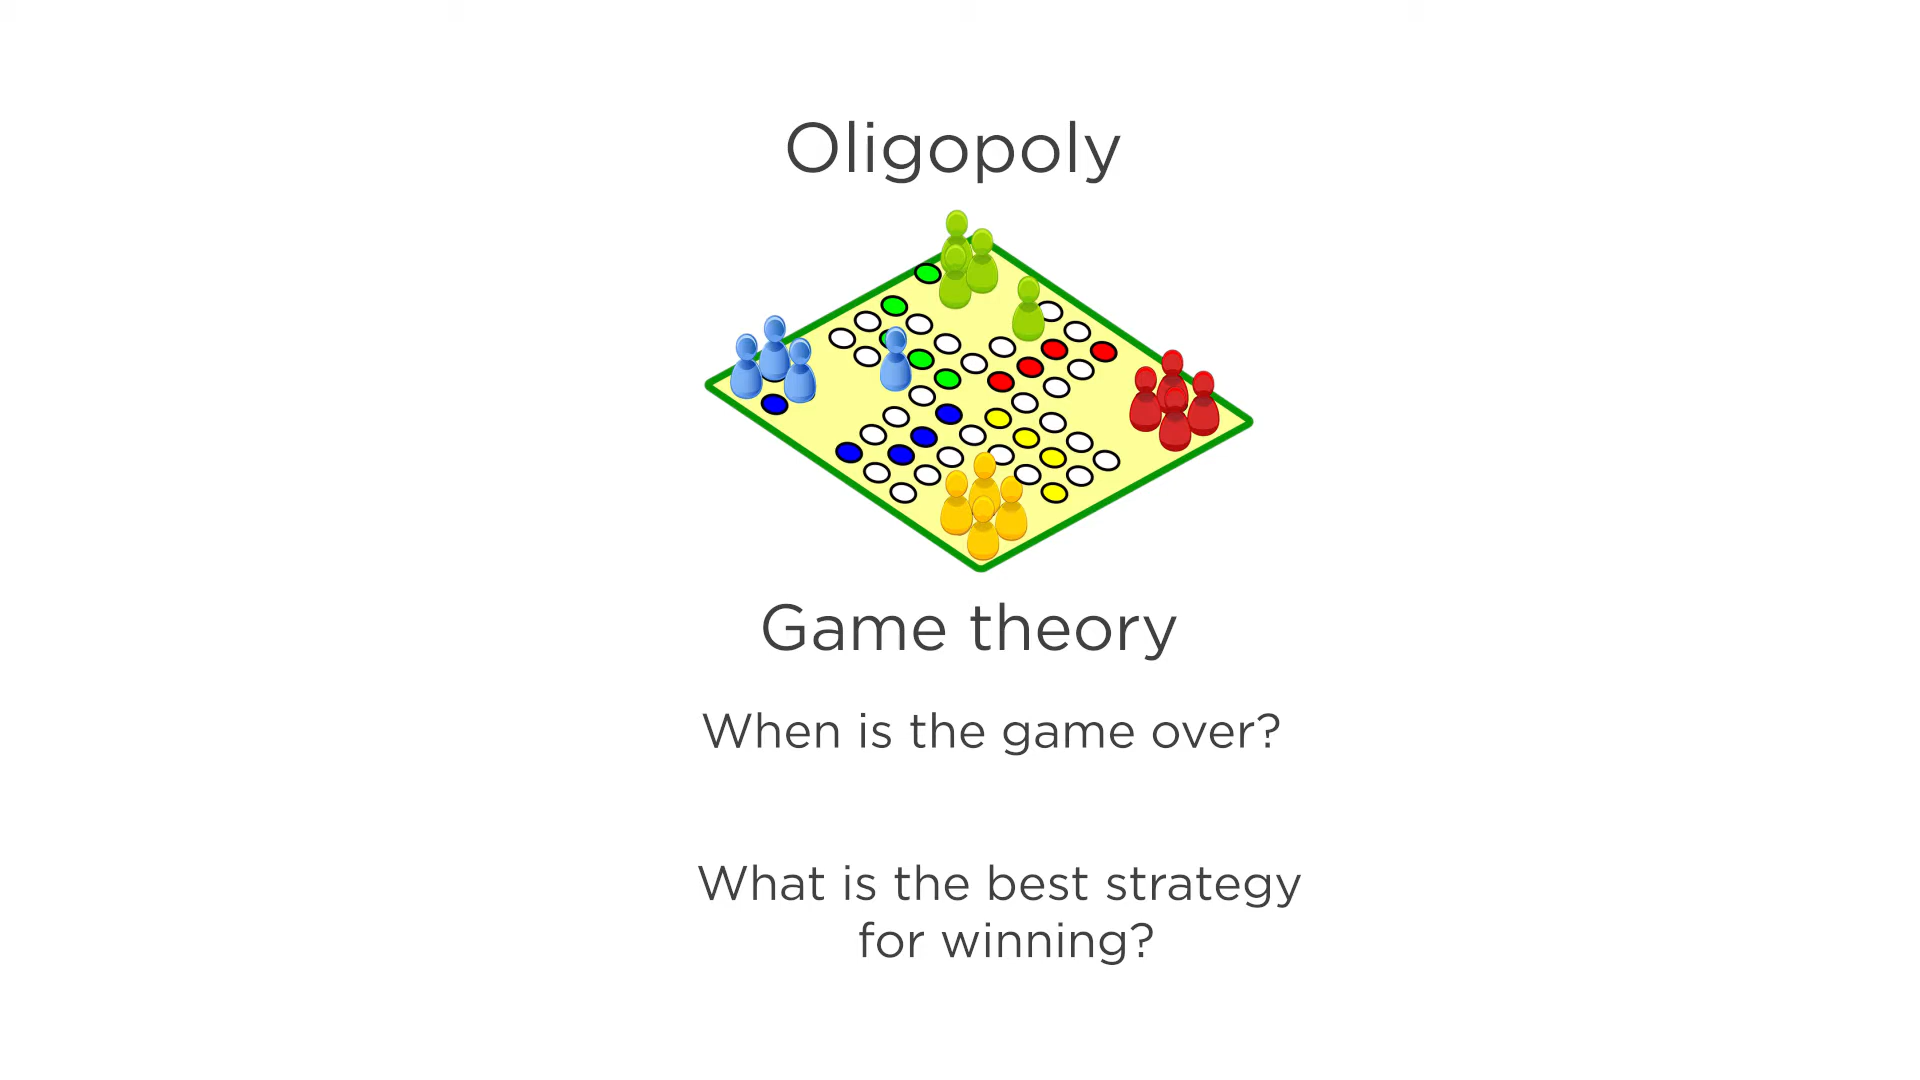 Oligopoly
Game theory
When is the game over?
What is the best strategy
for winning?